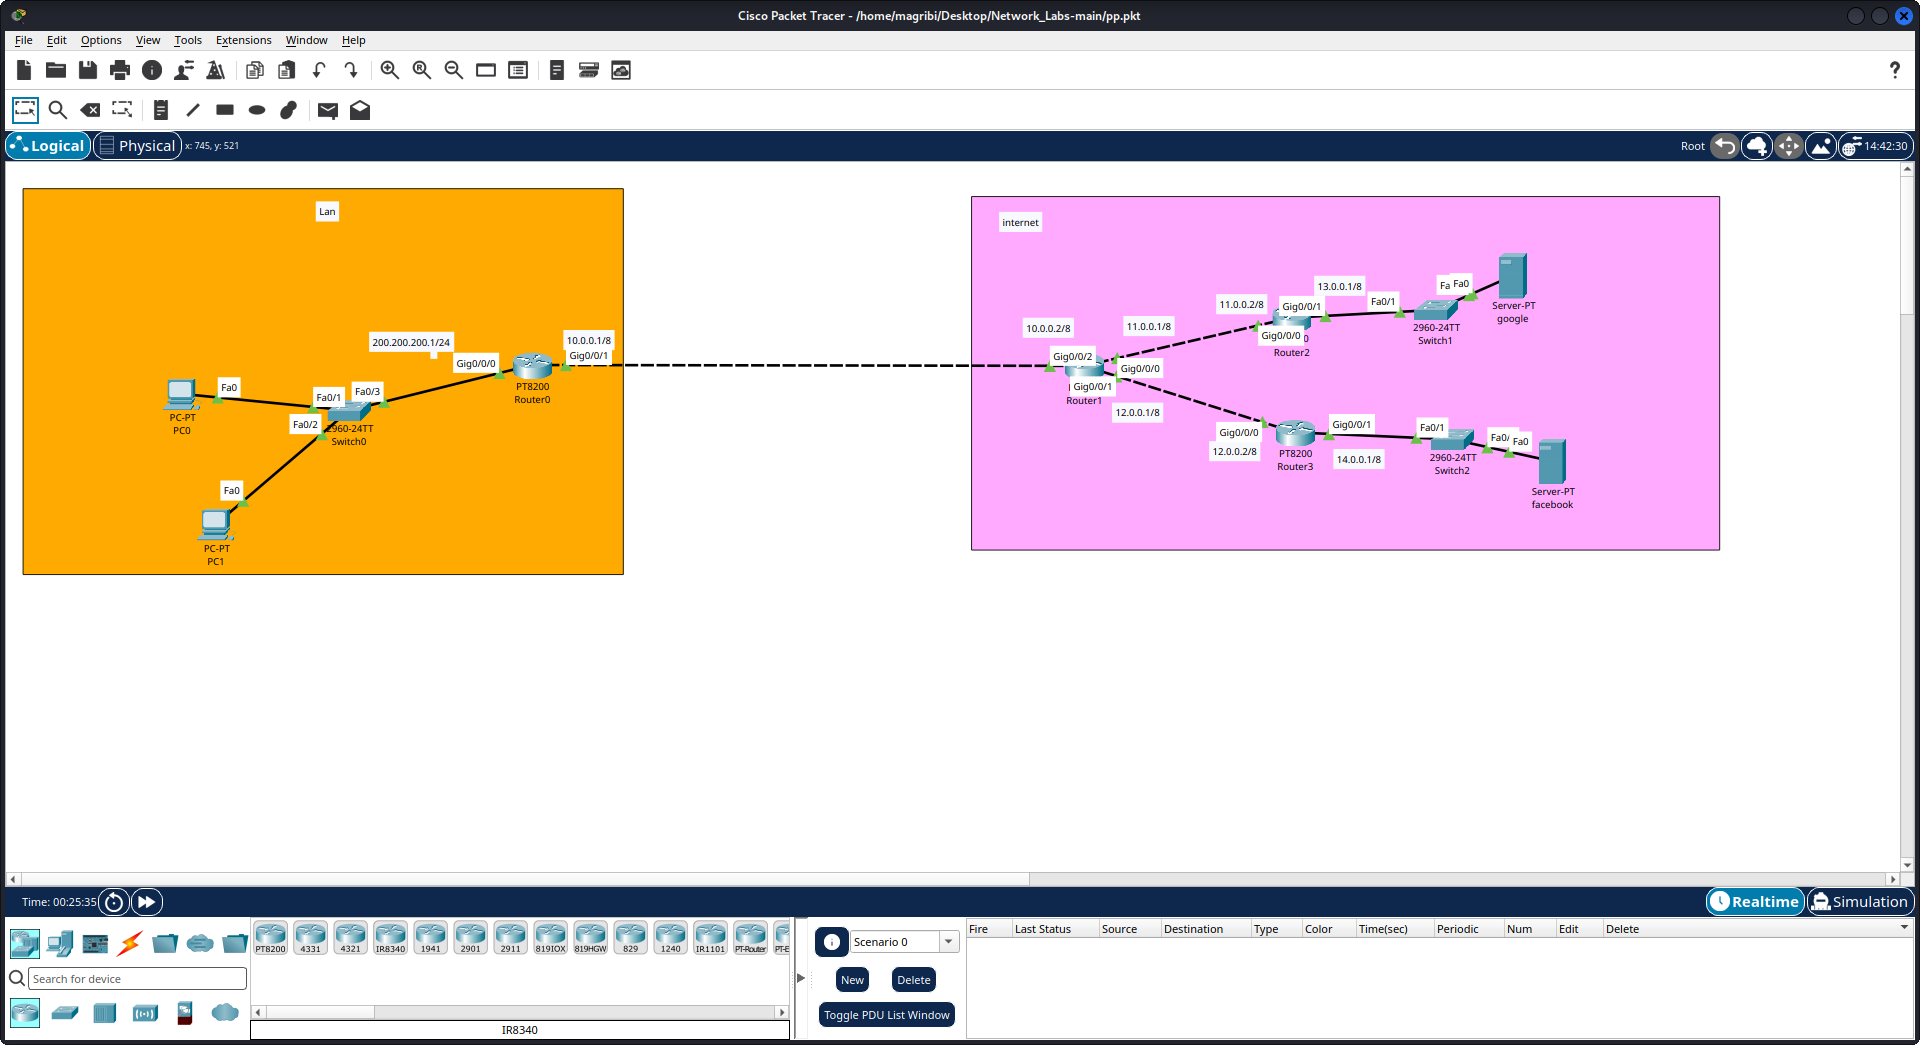 Cisco Packet Tracer - /home/magribi/Desktop/Network_Labs-main/pp.pkt
File Edit Options View Tools Extensions Window Help
?
Logical Physical x: 745, y: 521 Root 14:42:30
Lan
200.200.200.1/24
10.0.0.1/8
Gig0/0/1
Gig0/0/0
PT8200
Router0
Fa0
Fa0/1
Fa0/3
Fa0/2
PC-PT
PC0
2960-24TT
Switch0
Fa0
PC-PT
PC1
internet
10.0.0.2/8
11.0.0.1/8
11.0.0.2/8
13.0.0.1/8
Gig0/0/1
Fa0/1
Fa
Fa0
Server-PT
google
2960-24TT
Switch1
Gig0/0/0
Router2
Gig0/0/2
Gig0/0/0
Gig0/0/1
Router1
12.0.0.1/8
Gig0/0/0
12.0.0.2/8
PT8200
Router3
Gig0/0/1
14.0.0.1/8
Fa0/1
2960-24TT
Switch2
Fa0/
Fa0
Server-PT
facebook
Time: 00:25:35 Realtime Simulation
PT8200 4331 4321 IR8340 1941 2901 2911 819IOX 819HGW 829 1240 IR1101 PT-Router PT-E
Search for device
IR8340
Scenario 0
New Delete
Toggle PDU List Window
Fire Last Status Source Destination Type Color Time(sec) Periodic Num Edit Delete